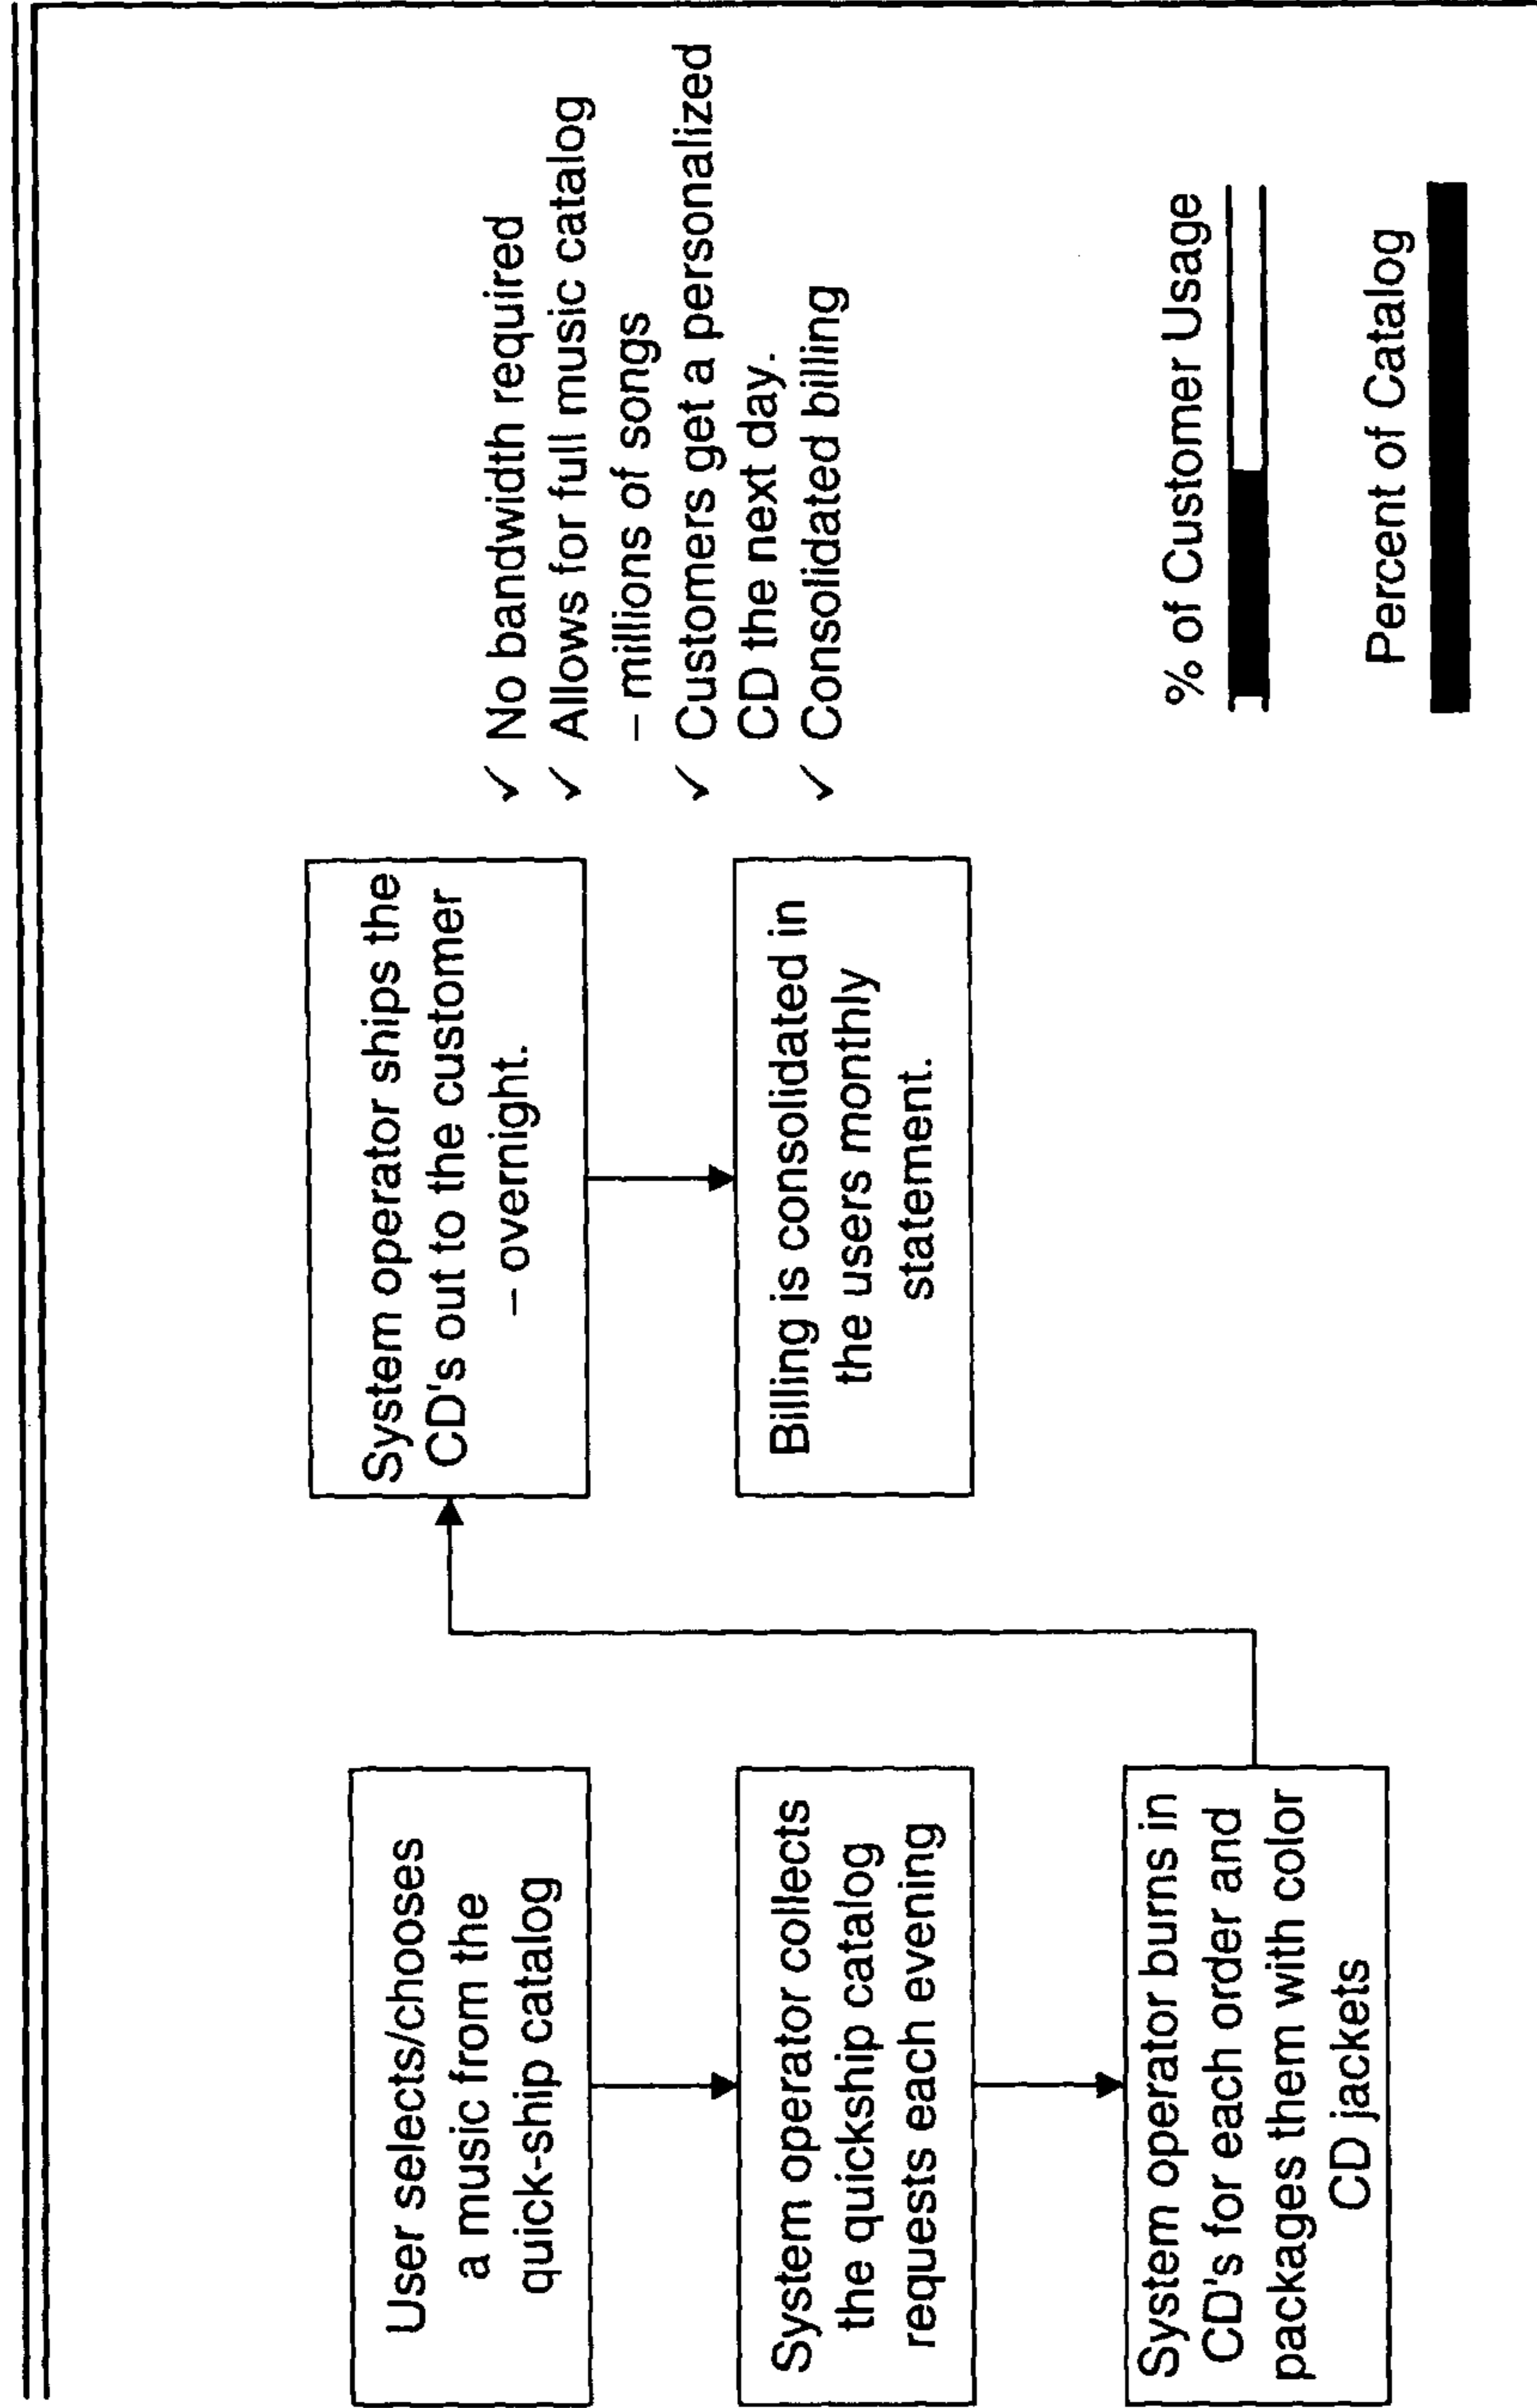 User selects/chooses
a music from the
quick-ship catalog
System operator collects
the quickship catalog
requests each evening
System operator burns in
CD's for each order and
packages them with color
CD jackets
System operator ships the
CD's out to the customer
– overnight.
Billing is consolidated in
the users monthly
statement.
✓ No bandwidth required
✓ Allows for full music catalog
– millions of songs
✓ Customers get a personalized
CD the next day.
✓ Consolidated billing
% of Customer Usage
Percent of Catalog